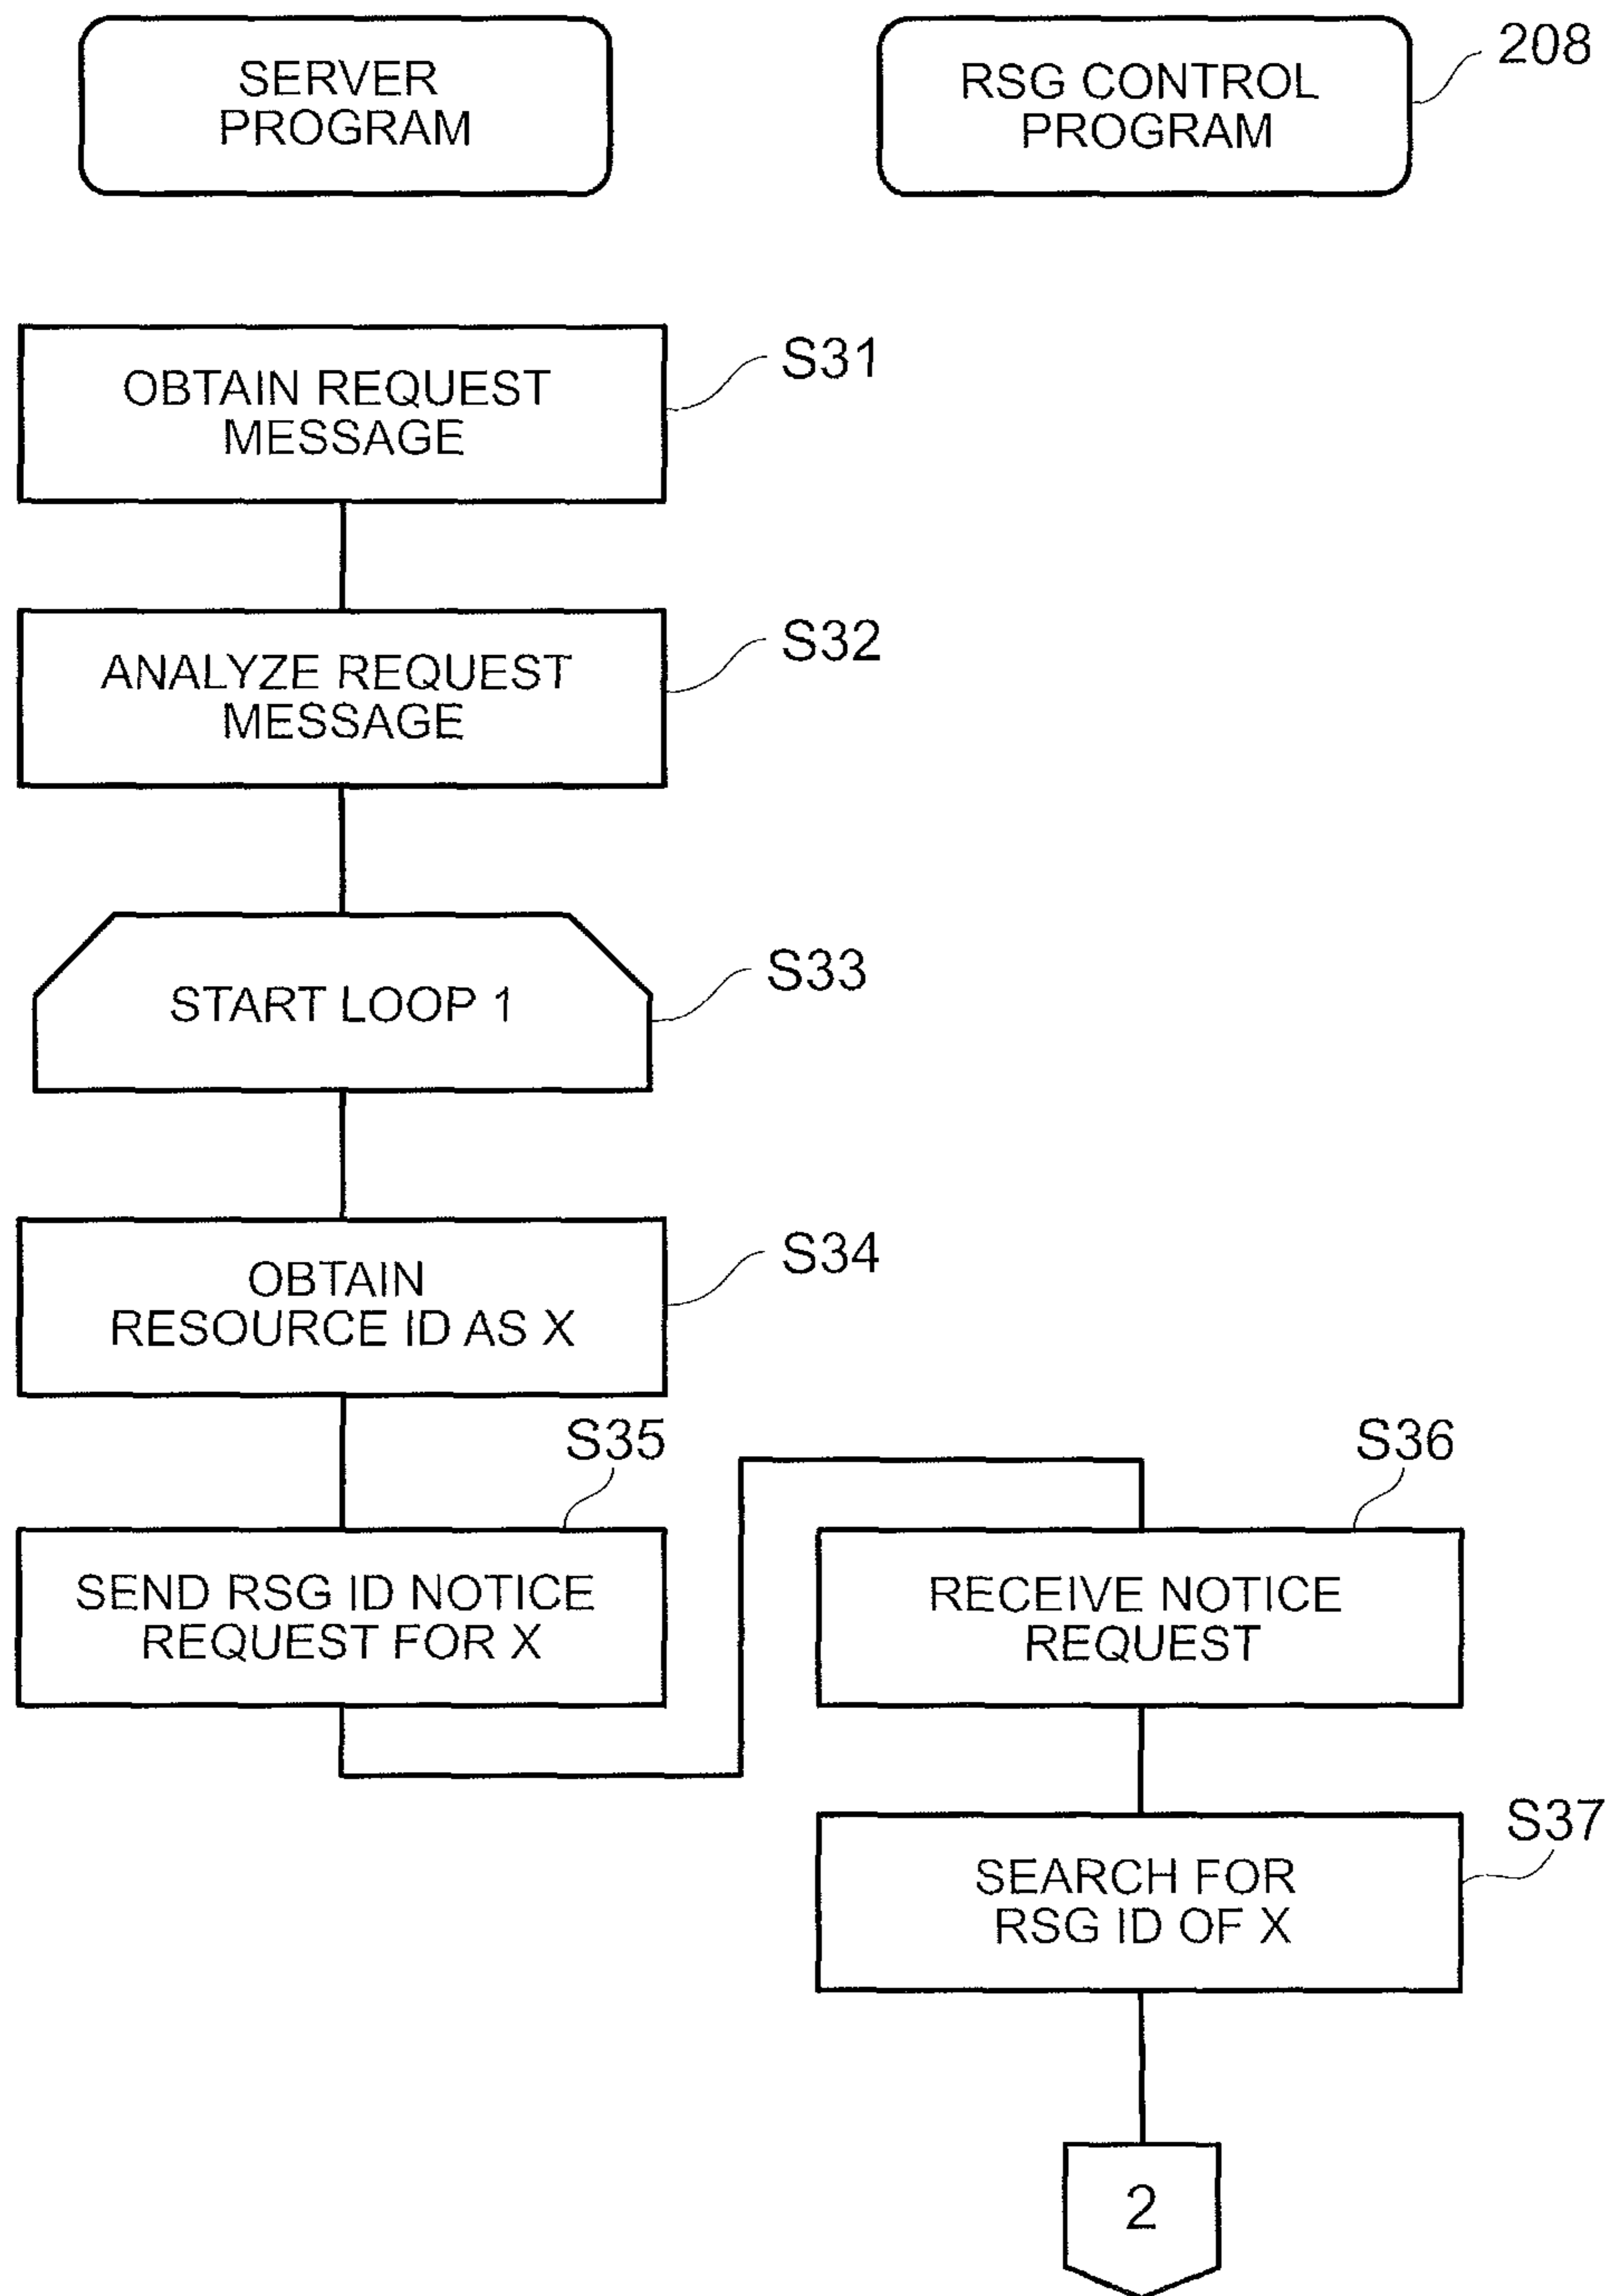 SERVER
PROGRAM
RSG CONTROL
PROGRAM
208
OBTAIN REQUEST
MESSAGE
S31
ANALYZE REQUEST
MESSAGE
S32
START LOOP 1
S33
OBTAIN
RESOURCE ID AS X
S34
S35
SEND RSG ID NOTICE
REQUEST FOR X
S36
RECEIVE NOTICE
REQUEST
S37
SEARCH FOR
RSG ID OF X
2